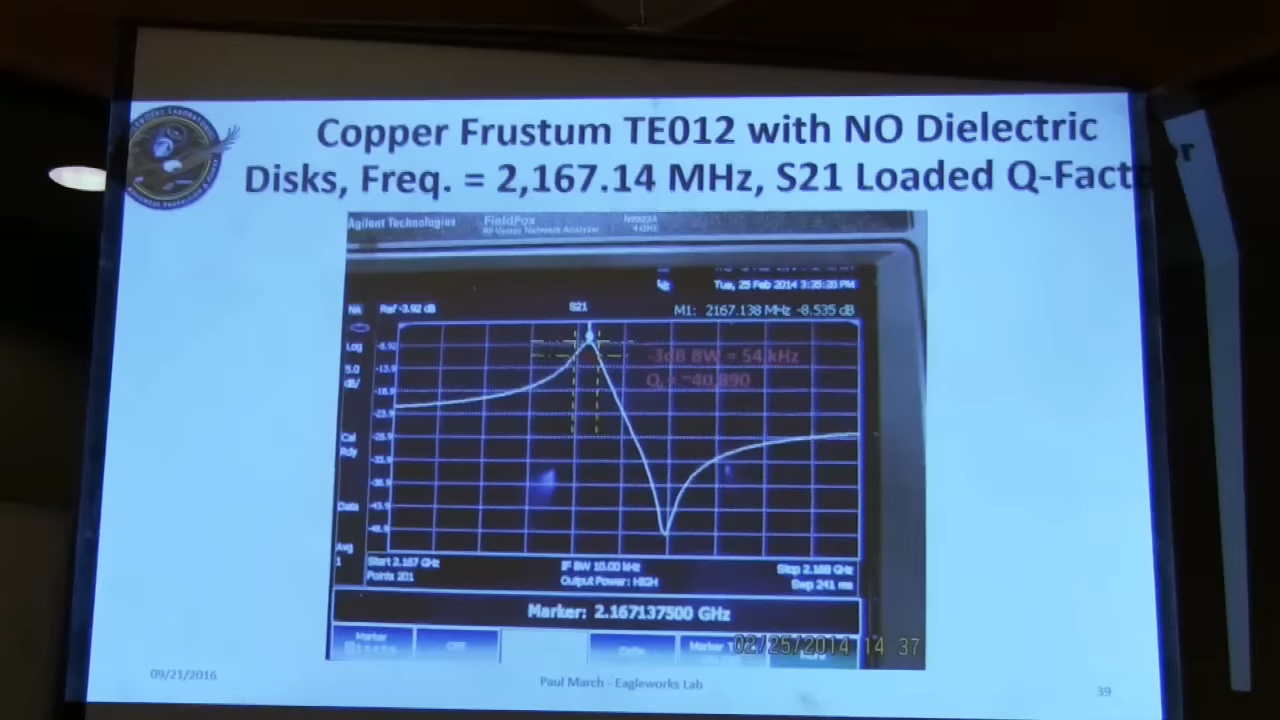 Copper Frustum TE012 with NO Dielectric
Disks, Freq. = 2,167.14 MHz, S21 Loaded Q-Facto
r
Agilent Technologies FieldFox N9923A
RF Vector Network Analyzer 4 GHz
Tue, 25 Feb 2014 3:35:20 PM
NA Ref -3.92 dB S21 M1: 2167.138 MHz -8.535 dB
Log
5.0
dB/
-8.92
-13.9
-18.9
-23.9
-28.9
-33.9
-38.9
-43.9
-48.9
-3dB BW = 54 kHz
Q = ~40,890
Cal
Rdy
Data
Avg
1
Start 2.167 GHz IF BW 10.00 kHz Stop 2.168 GHz
Points 201 Output Power: HIGH Swp 241 ms
Marker: 2.167137500 GHz
Marker
Marker
More
02/25/2014 14 37
09/21/2016 Paul March - Eagleworks Lab 39